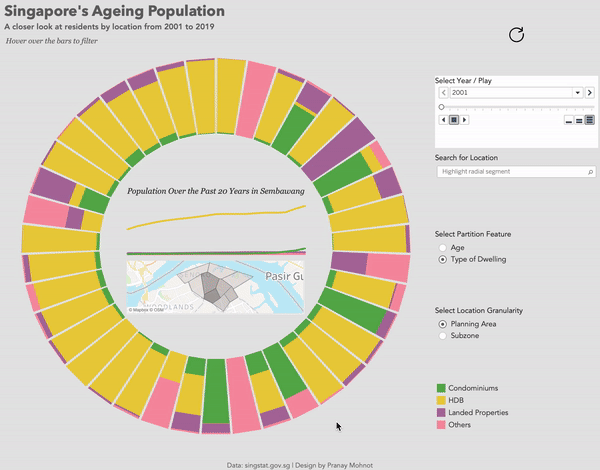 Singapore's Ageing Population
A closer look at residents by location from 2001 to 2019
Hover over the bars to filter
Select Year / Play
2001
Search for Location
Highlight radial segment
Population Over the Past 20 Years in Sembawang
Select Partition Feature
Age
Type of Dwelling
Pasir Gu
WOODLANDS
© Mapbox © OSM
Select Location Granularity
Planning Area
Subzone
Condominiums
HDB
Landed Properties
Others
Data: singstat.gov.sg | Design by Pranay Mohnot